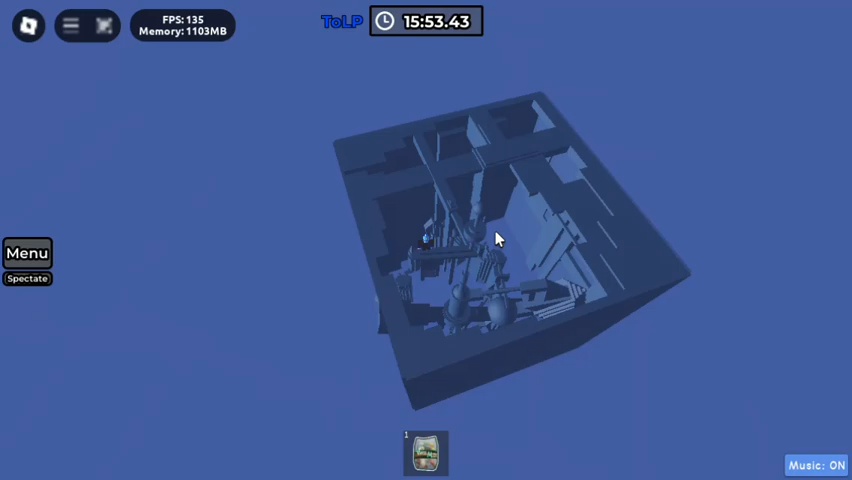 FPS: 135
Memory: 1103MB
ToLP
15:53.43
Menu
Spectate
1
Music: ON